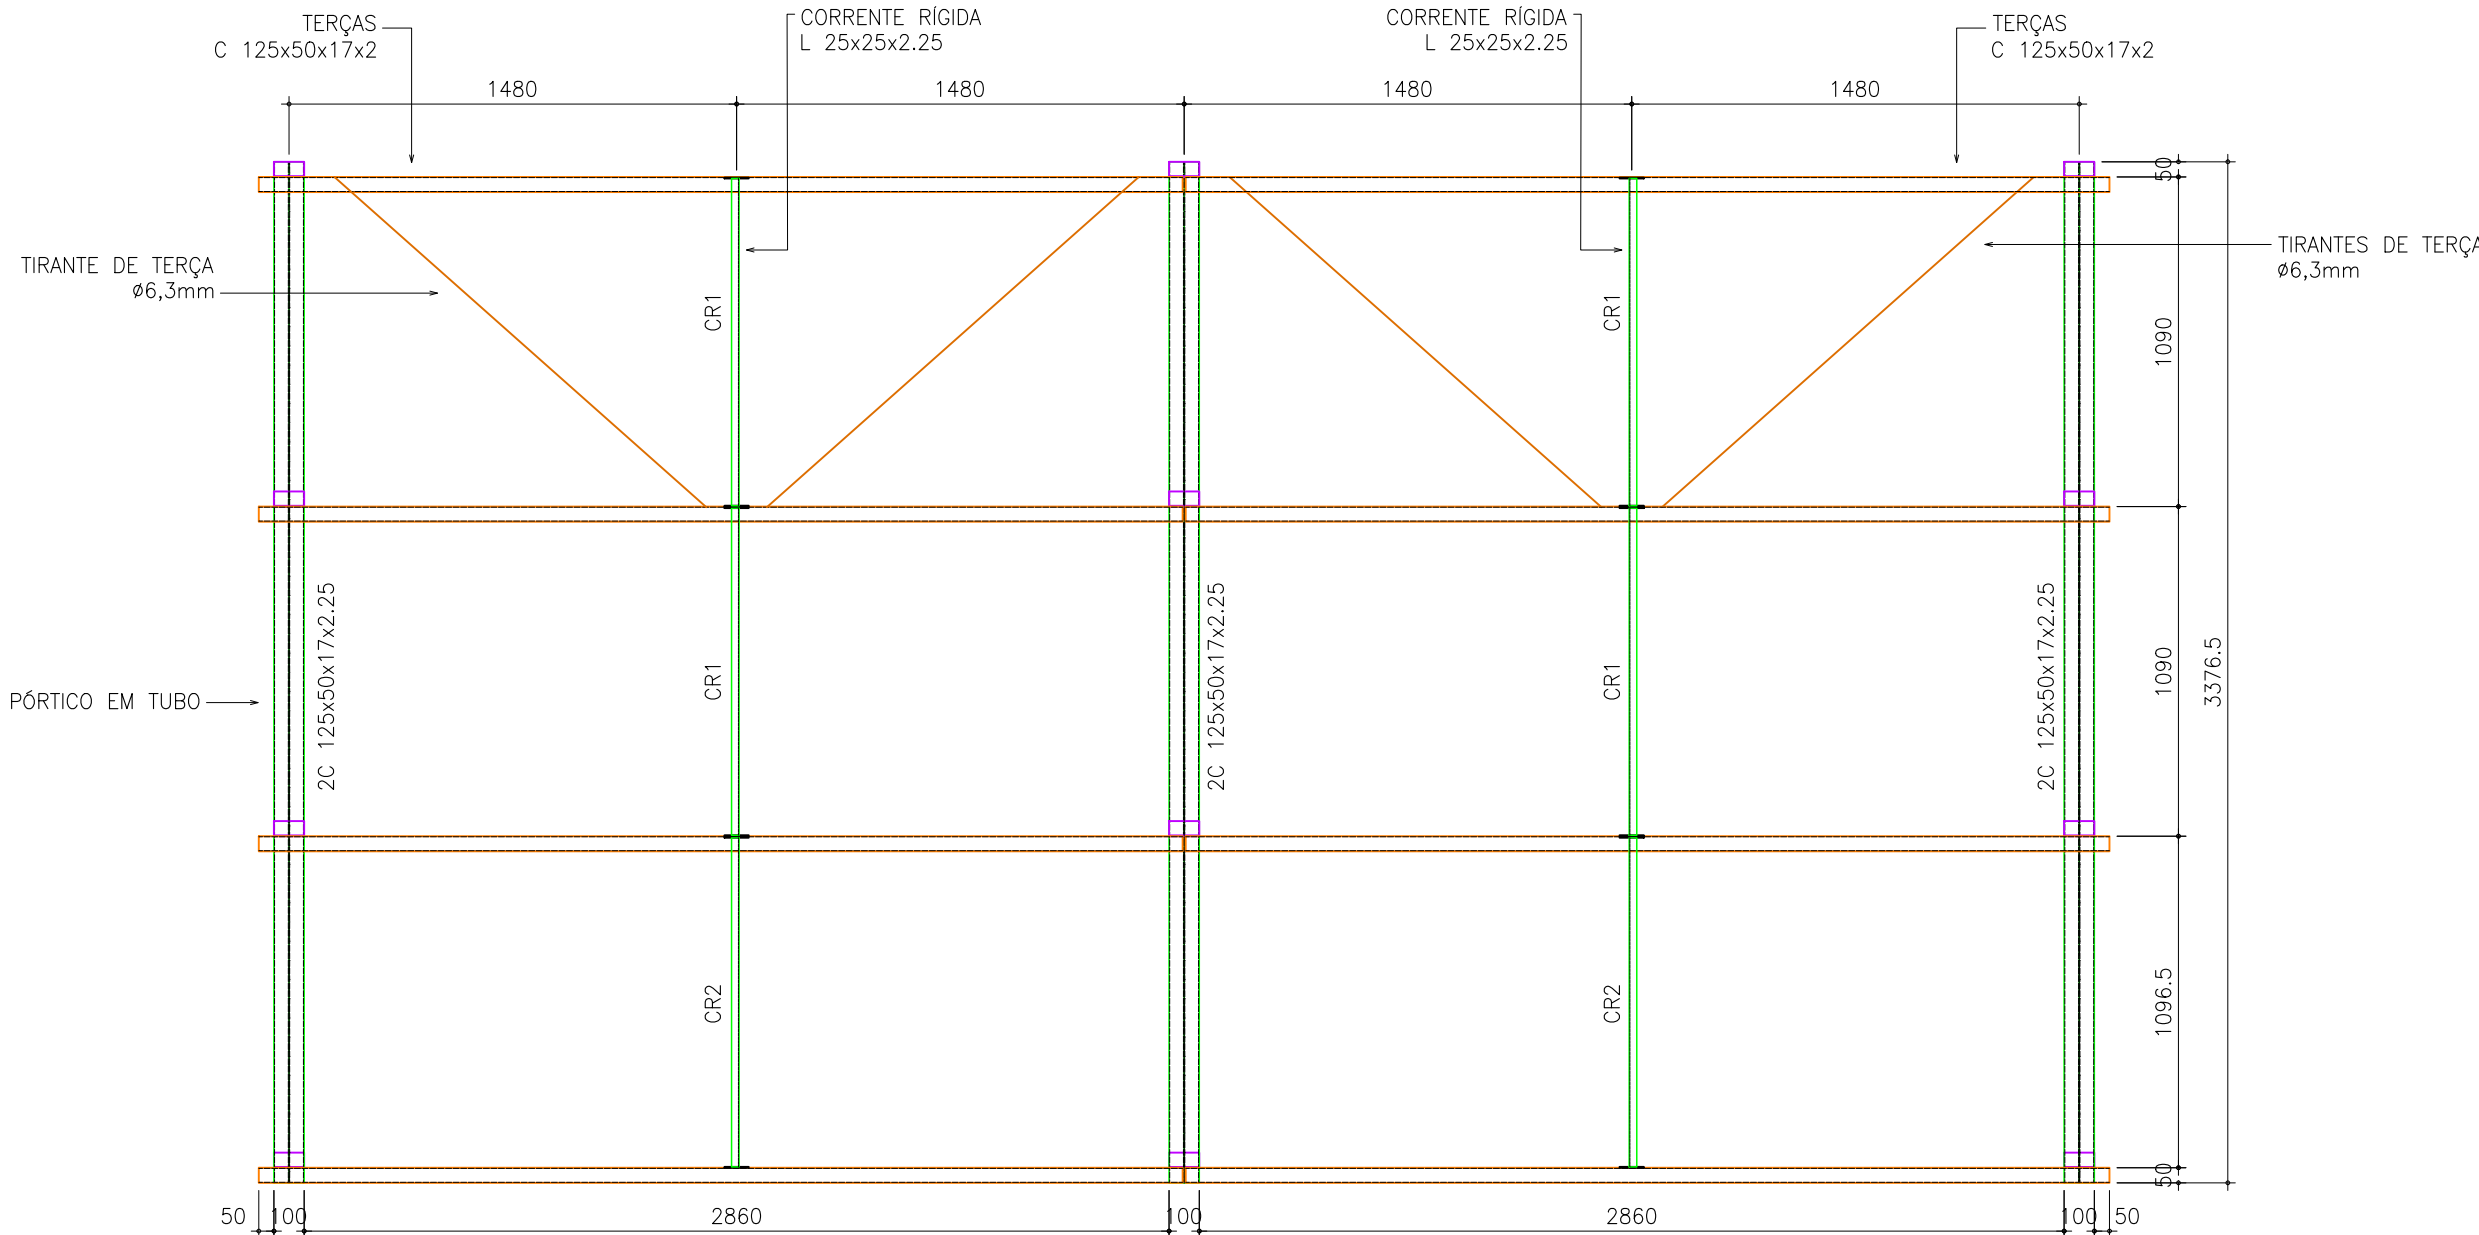 TERÇAS
C 125x50x17x2
CORRENTE RÍGIDA
L 25x25x2.25
CORRENTE RÍGIDA
L 25x25x2.25
TERÇAS
C 125x50x17x2
1480
1480
1480
1480
50
TIRANTE DE TERÇA
Ø6,3mm
TIRANTES DE TERÇA
Ø6,3mm
CR1
CR1
1090
2C 125x50x17x2.25
2C 125x50x17x2.25
2C 125x50x17x2.25
CR1
CR1
1090
3376.5
PÓRTICO EM TUBO
CR2
CR2
1096.5
50
50
100
2860
100
2860
100
50